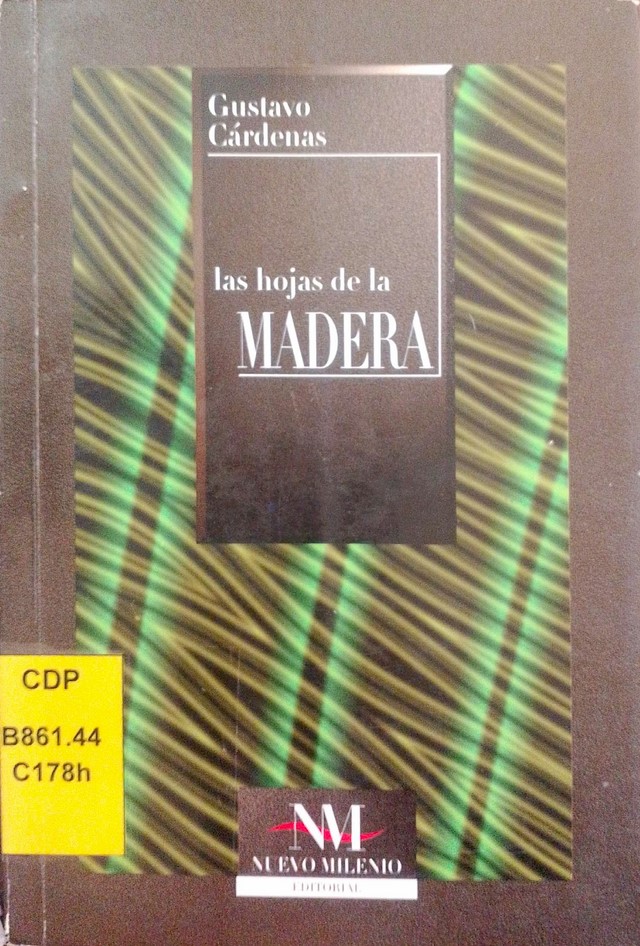 Gustavo
Cárdenas
las hojas de la
MADERA
CDP
B861.44
C178h
NM
NUEVO MILENIO
EDITORIAL